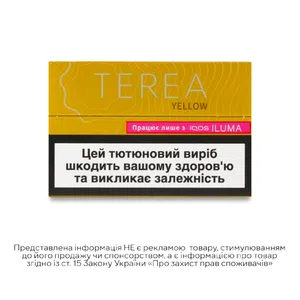 TEREA
YELLOW
Працює лише з IQOS ILUMA
Цей тютюновий виріб
шкодить вашому здоров'ю
та викликає залежність
Представлена інформація НЕ є рекламою товару, стимулюванням
до його продажу чи спонсорством, а є інформацією про товар
згідно із ст. 15 Закону України «Про захист прав споживачів»